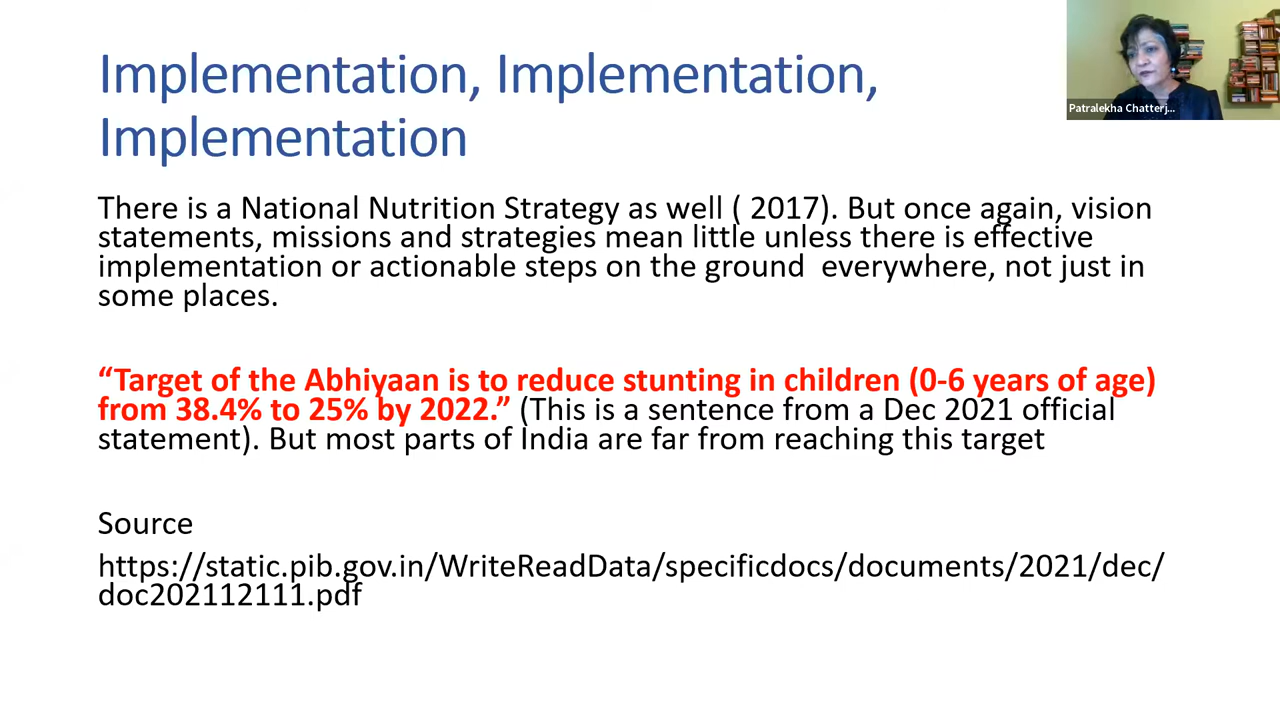 Implementation, Implementation,
Implementation
Patralekha Chatterj...
There is a National Nutrition Strategy as well ( 2017). But once again, vision
statements, missions and strategies mean little unless there is effective
implementation or actionable steps on the ground  everywhere, not just in
some places.
“Target of the Abhiyaan is to reduce stunting in children (0-6 years of age)
from 38.4% to 25% by 2022.” (This is a sentence from a Dec 2021 official
statement). But most parts of India are far from reaching this target
Source
https://static.pib.gov.in/WriteReadData/specificdocs/documents/2021/dec/
doc202112111.pdf